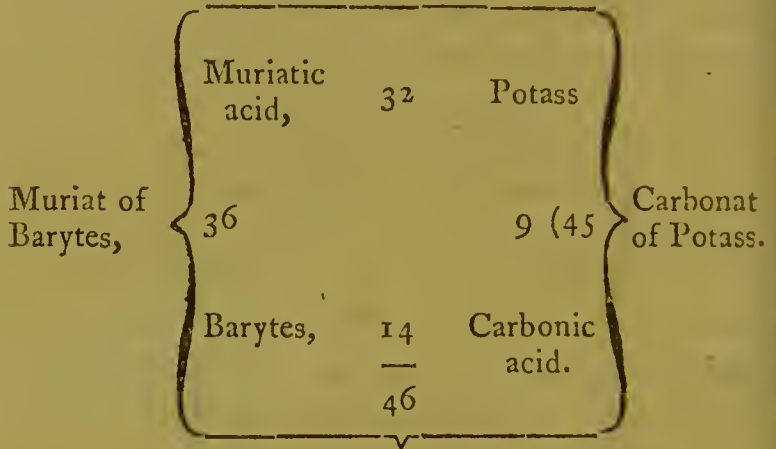 Muriatic acid, 32 Potass
Muriat of Barytes, 36 9 (45 Carbonat of Potass.
Barytes, 14 Carbonic acid.
46